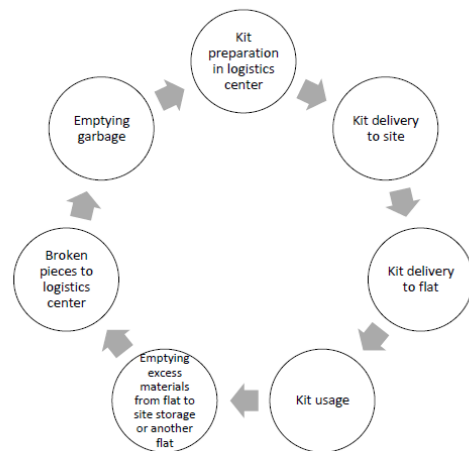 Kit
preparation
in logistics
center
Kit delivery
to site
Kit delivery
to flat
Kit usage
Emptying
excess
materials
from flat to
site storage
or another
flat
Broken
pieces to
logistics
center
Emptying
garbage